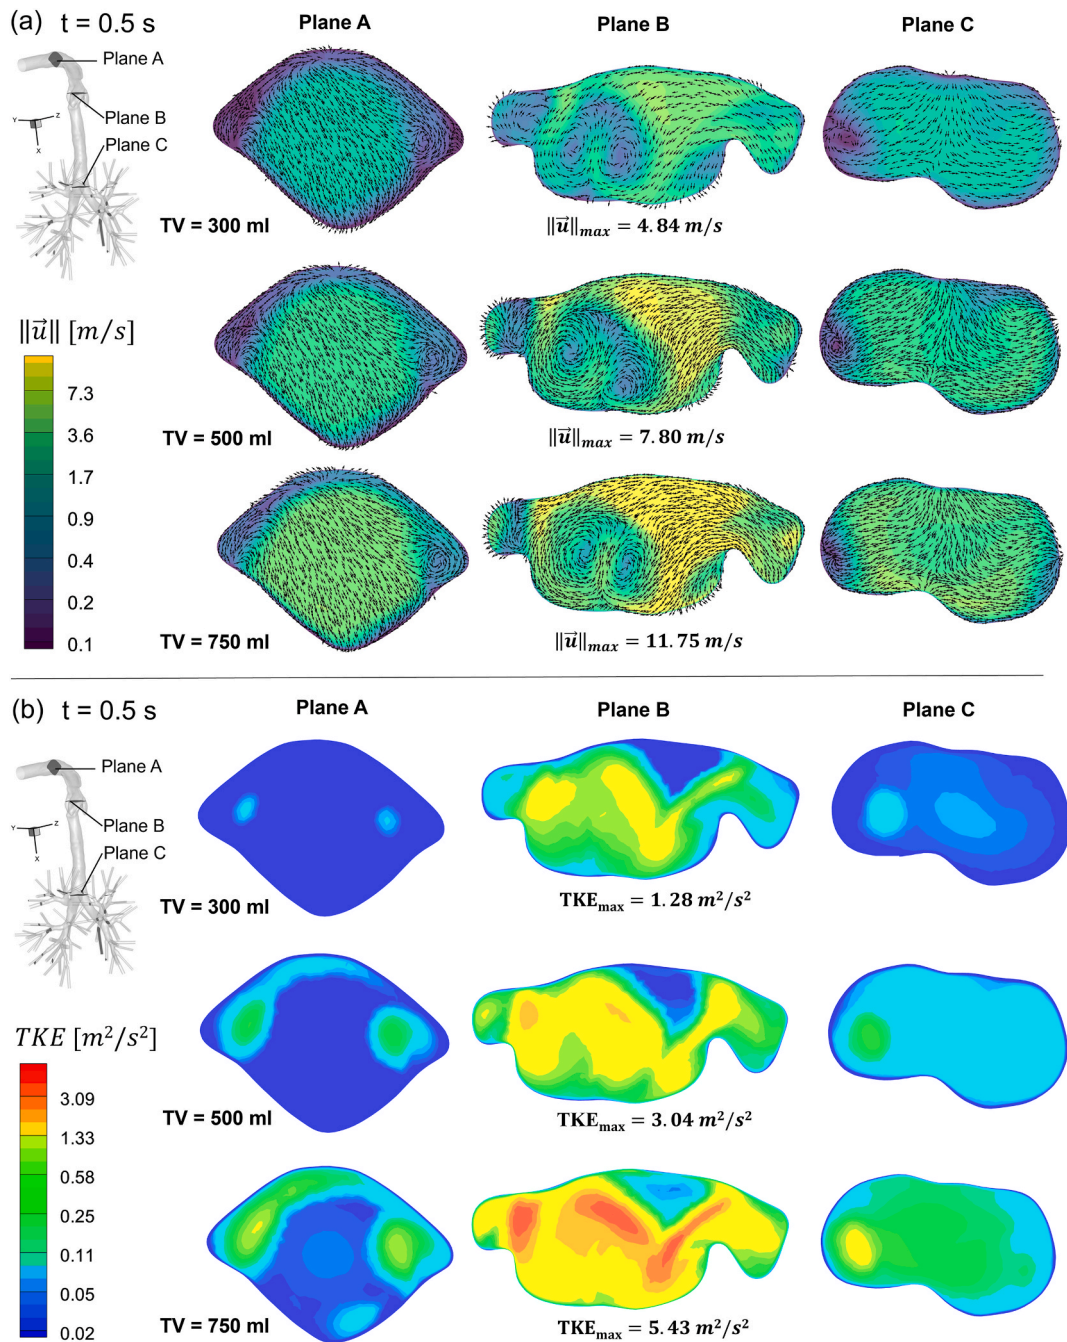 (a) t = 0.5 s
Plane A Plane B Plane C
Plane A
Plane B
Plane C
Y Z
X
TV = 300 ml
‖u⃗‖max = 4.84 m/s
‖u⃗‖ [m/s]
7.3
3.6
1.7
0.9
0.4
0.2
0.1
TV = 500 ml
‖u⃗‖max = 7.80 m/s
TV = 750 ml
‖u⃗‖max = 11.75 m/s
(b) t = 0.5 s
Plane A Plane B Plane C
Plane A
Plane B
Plane C
Y Z
X
TV = 300 ml
TKEmax = 1.28 m²/s²
TKE [m²/s²]
3.09
1.33
0.58
0.25
0.11
0.05
0.02
TV = 500 ml
TKEmax = 3.04 m²/s²
TV = 750 ml
TKEmax = 5.43 m²/s²